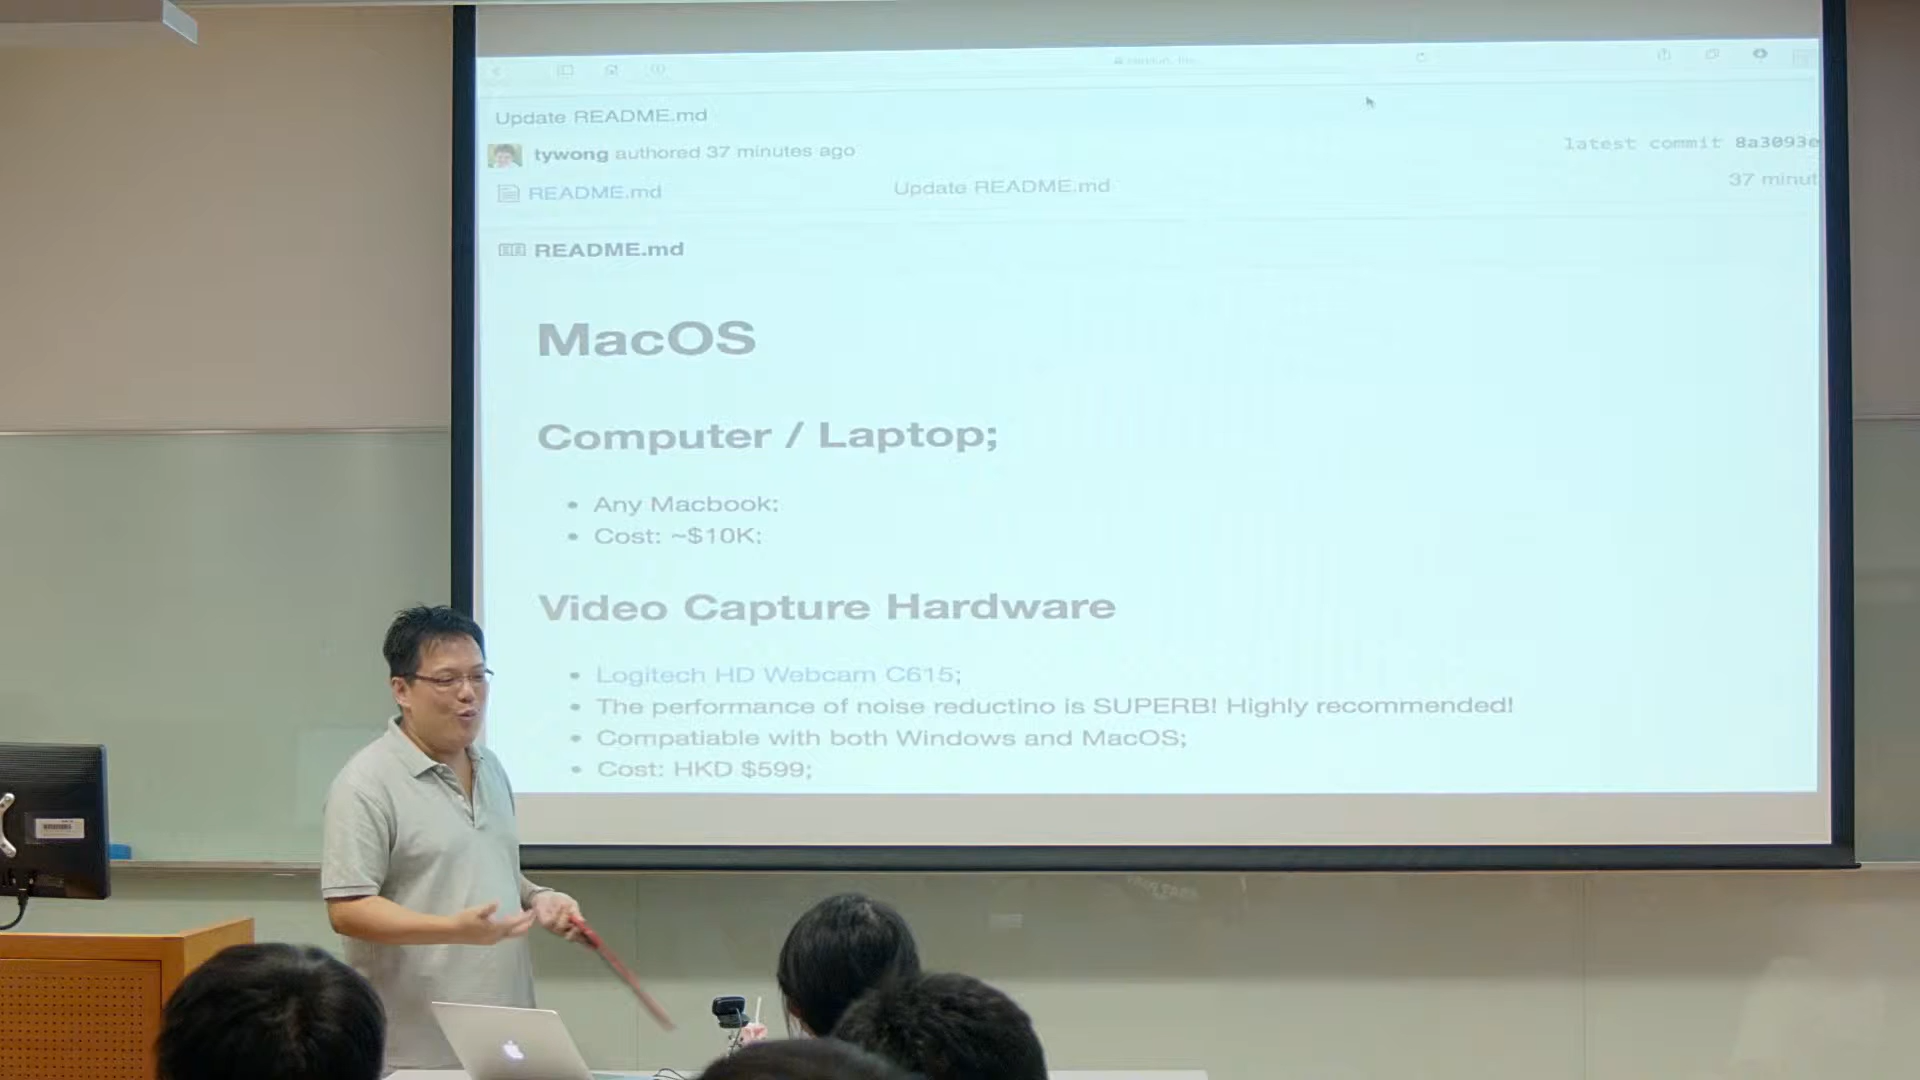 Update README.md
tywong authored 37 minutes ago
latest commit 8a3093e
README.md Update README.md 37 minut
README.md
MacOS
Computer / Laptop;
Any Macbook;
Cost: ~$10K;
Video Capture Hardware
Logitech HD Webcam C615;
The performance of noise reductino is SUPERB! Highly recommended!
Compatiable with both Windows and MacOS;
Cost: HKD $599;